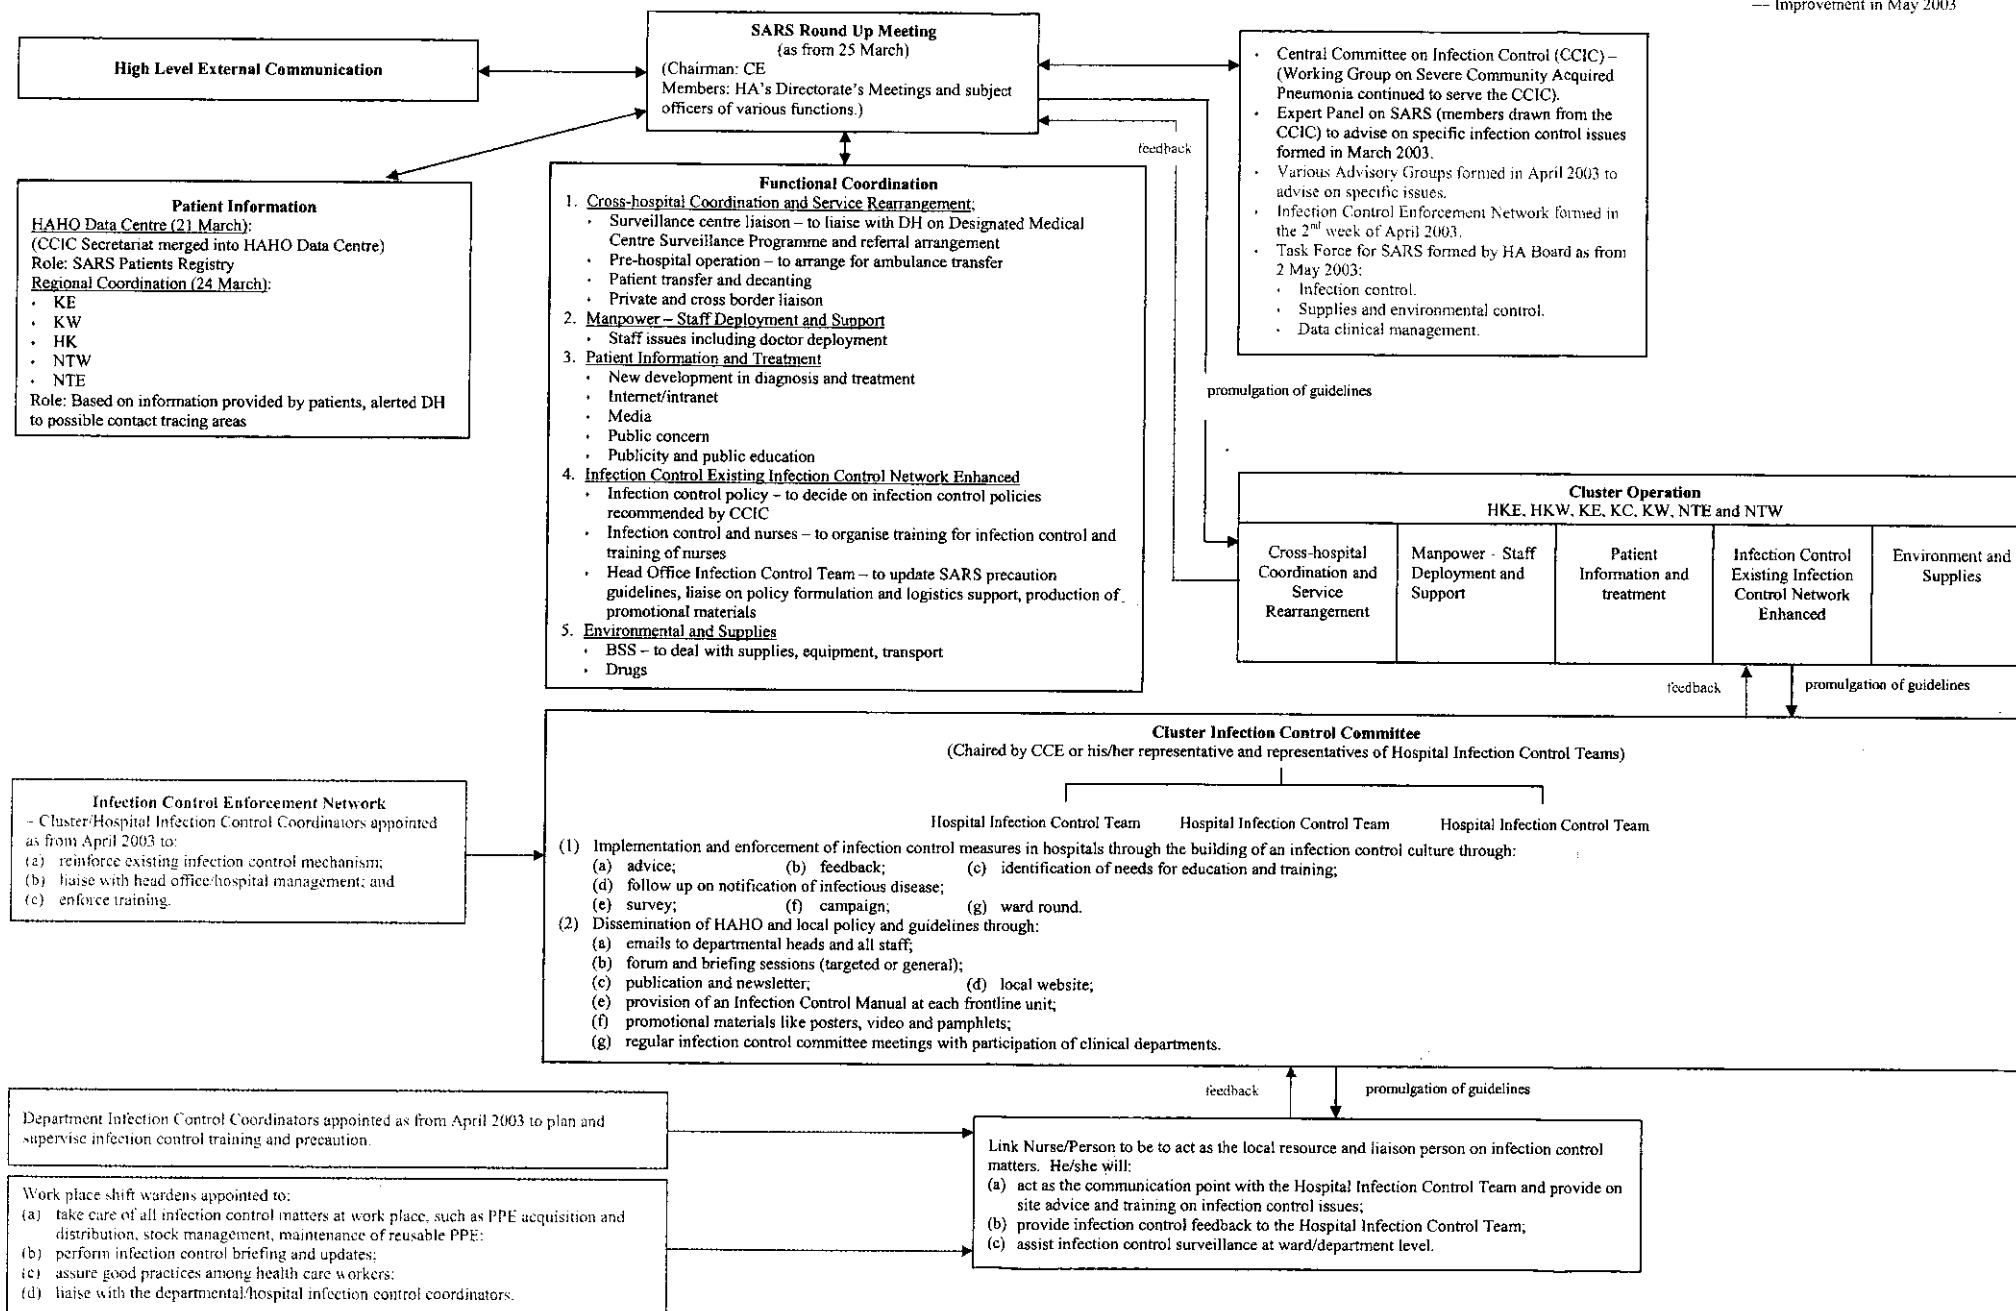 — Improvement in May 2003
SARS Round Up Meeting
(as from 25 March)
(Chairman: CE
Members: HA's Directorate's Meetings and subject
officers of various functions.)
High Level External Communication
· Central Committee on Infection Control (CCIC) –
(Working Group on Severe Community Acquired
Pneumonia continued to serve the CCIC).
· Expert Panel on SARS (members drawn from the
CCIC) to advise on specific infection control issues
formed in March 2003.
· Various Advisory Groups formed in April 2003 to
advise on specific issues.
· Infection Control Enforcement Network formed in
the 2nd week of April 2003.
· Task Force for SARS formed by HA Board as from
2 May 2003:
· Infection control.
· Supplies and environmental control.
· Data clinical management.
feedback
promulgation of guidelines
Patient Information
HAHO Data Centre (21 March):
(CCIC Secretariat merged into HAHO Data Centre)
Role: SARS Patients Registry
Regional Coordination (24 March):
· KE
· KW
· HK
· NTW
· NTE
Role: Based on information provided by patients, alerted DH
to possible contact tracing areas
Functional Coordination
1. Cross-hospital Coordination and Service Rearrangement;
· Surveillance centre liaison – to liaise with DH on Designated Medical
Centre Surveillance Programme and referral arrangement
· Pre-hospital operation – to arrange for ambulance transfer
· Patient transfer and decanting
· Private and cross border liaison
2. Manpower – Staff Deployment and Support
· Staff issues including doctor deployment
3. Patient Information and Treatment
· New development in diagnosis and treatment
· Internet/intranet
· Media
· Public concern
· Publicity and public education
4. Infection Control Existing Infection Control Network Enhanced
· Infection control policy – to decide on infection control policies
recommended by CCIC
· Infection control and nurses – to organise training for infection control and
training of nurses
· Head Office Infection Control Team – to update SARS precaution
guidelines, liaise on policy formulation and logistics support, production of
promotional materials
5. Environmental and Supplies
· BSS – to deal with supplies, equipment, transport
· Drugs
Cluster Operation
HKE, HKW, KE, KC, KW, NTE and NTW
Cross-hospital
Coordination and
Service
Rearrangement
Manpower - Staff
Deployment and
Support
Patient
Information and
treatment
Infection Control
Existing Infection
Control Network
Enhanced
Environment and
Supplies
feedback
promulgation of guidelines
Cluster Infection Control Committee
(Chaired by CCE or his/her representative and representatives of Hospital Infection Control Teams)
Hospital Infection Control Team Hospital Infection Control Team Hospital Infection Control Team
(1) Implementation and enforcement of infection control measures in hospitals through the building of an infection control culture through:
(a) advice; (b) feedback; (c) identification of needs for education and training;
(d) follow up on notification of infectious disease;
(e) survey; (f) campaign; (g) ward round.
(2) Dissemination of HAHO and local policy and guidelines through:
(a) emails to departmental heads and all staff;
(b) forum and briefing sessions (targeted or general);
(c) publication and newsletter; (d) local website;
(e) provision of an Infection Control Manual at each frontline unit;
(f) promotional materials like posters, video and pamphlets;
(g) regular infection control committee meetings with participation of clinical departments.
Infection Control Enforcement Network
– Cluster/Hospital Infection Control Coordinators appointed
as from April 2003 to:
(a) reinforce existing infection control mechanism;
(b) liaise with head office/hospital management; and
(c) enforce training.
feedback
promulgation of guidelines
Department Infection Control Coordinators appointed as from April 2003 to plan and
supervise infection control training and precaution.
Work place shift wardens appointed to:
(a) take care of all infection control matters at work place, such as PPE acquisition and
distribution, stock management, maintenance of reusable PPE;
(b) perform infection control briefing and updates;
(c) assure good practices among health care workers;
(d) liaise with the departmental/hospital infection control coordinators.
Link Nurse/Person to be to act as the local resource and liaison person on infection control
matters. He/she will:
(a) act as the communication point with the Hospital Infection Control Team and provide on
site advice and training on infection control issues;
(b) provide infection control feedback to the Hospital Infection Control Team;
(c) assist infection control surveillance at ward/department level.